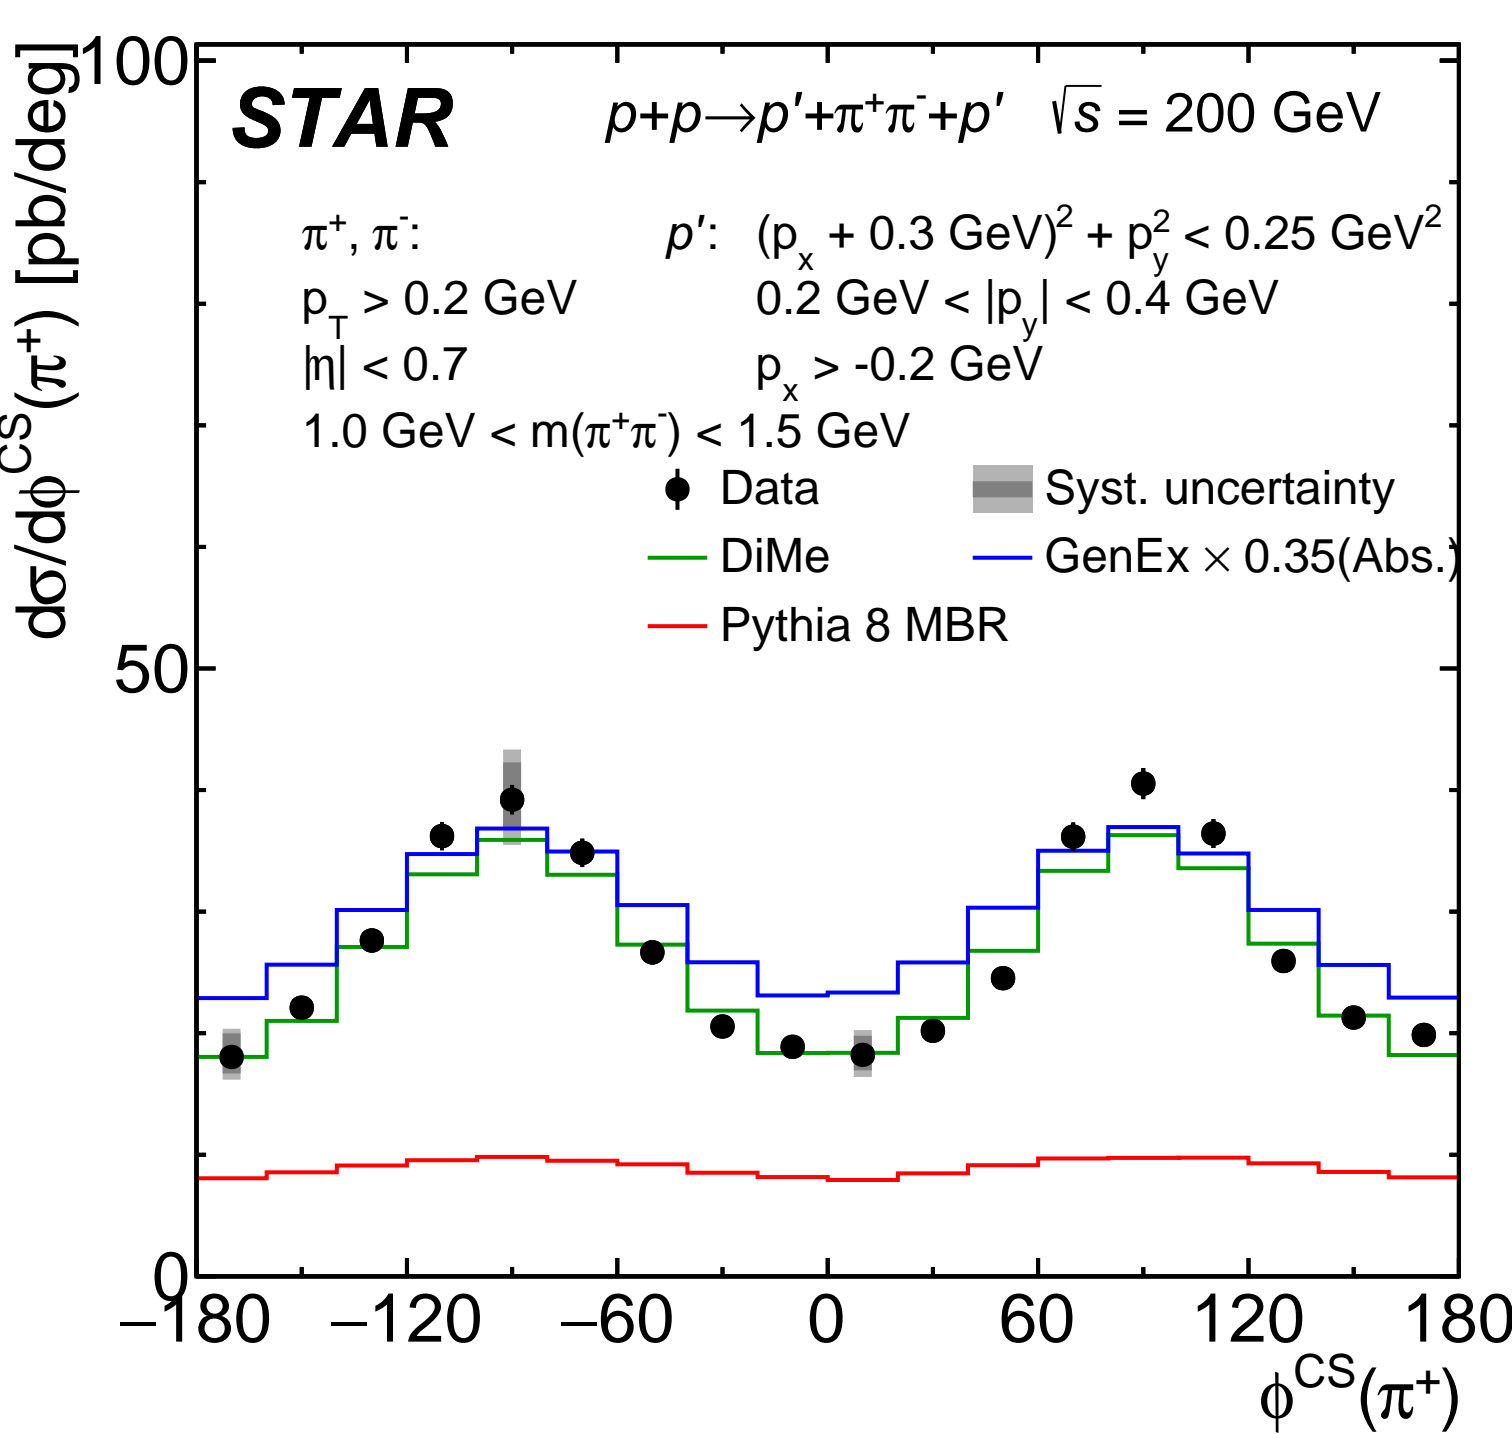 100
STAR p+p→p′+π⁺π⁻+p′ √s = 200 GeV
π⁺, π⁻: p′: (pₓ + 0.3 GeV)² + p_y² < 0.25 GeV²
p_T > 0.2 GeV 0.2 GeV < |p_y| < 0.4 GeV
|η| < 0.7 pₓ > -0.2 GeV
1.0 GeV < m(π⁺π⁻) < 1.5 GeV
Data Syst. uncertainty
DiMe GenEx × 0.35(Abs.)
Pythia 8 MBR
dσ/dϕ^CS(π⁺) [pb/deg]
50
0
−180 −120 −60 0 60 120 180
ϕ^CS(π⁺)